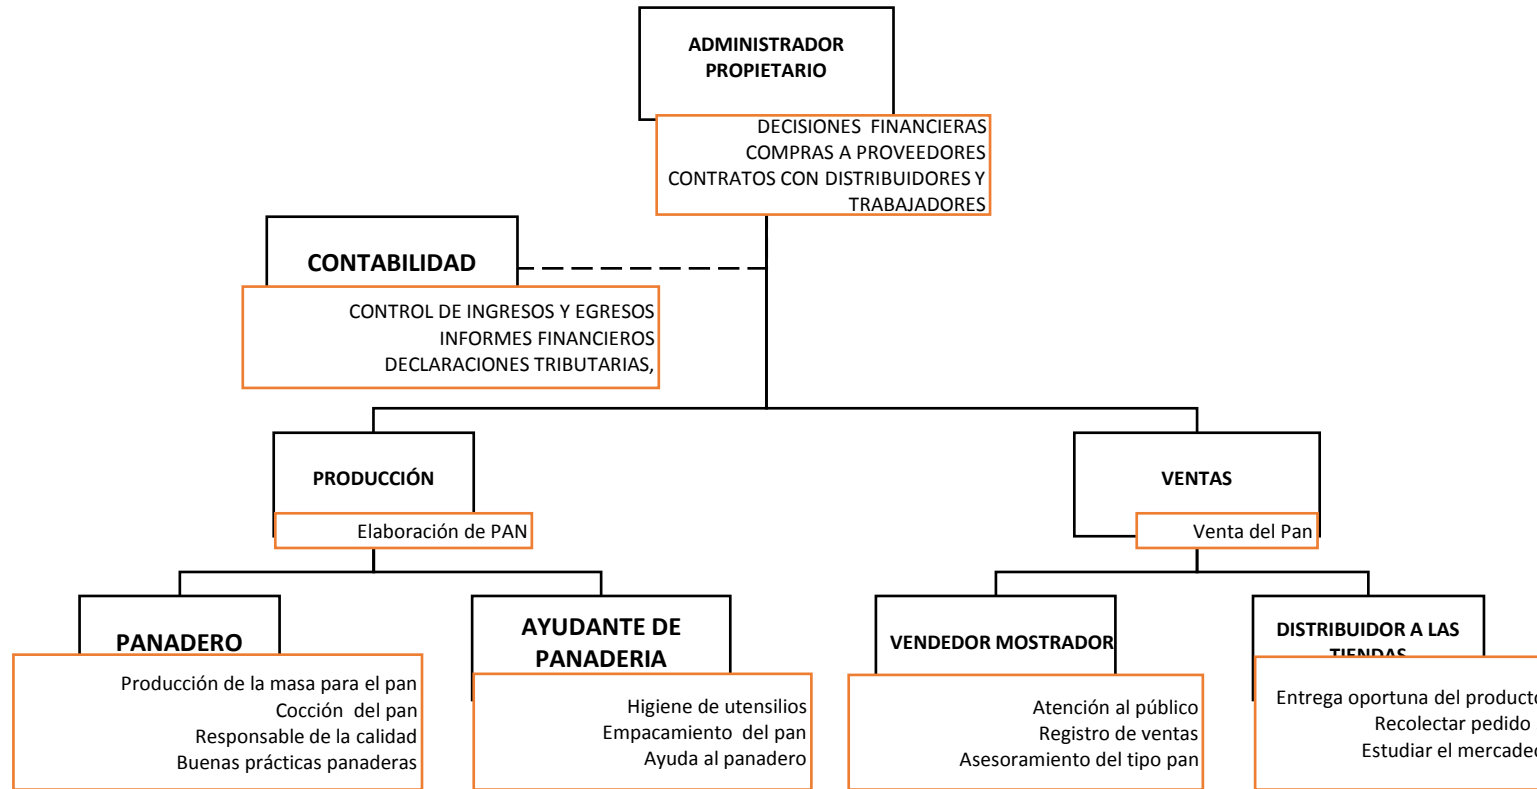 ADMINISTRADOR
PROPIETARIO
DECISIONES FINANCIERAS
COMPRAS A PROVEEDORES
CONTRATOS CON DISTRIBUIDORES Y
TRABAJADORES
CONTABILIDAD
CONTROL DE INGRESOS Y EGRESOS
INFORMES FINANCIEROS
DECLARACIONES TRIBUTARIAS,
PRODUCCIÓN
Elaboración de PAN
VENTAS
Venta del Pan
PANADERO
Producción de la masa para el pan
Cocción del pan
Responsable de la calidad
Buenas prácticas panaderas
AYUDANTE DE
PANADERIA
Higiene de utensilios
Empacamiento del pan
Ayuda al panadero
VENDEDOR MOSTRADOR
Atención al público
Registro de ventas
Asesoramiento del tipo pan
DISTRIBUIDOR A LAS
TIENDAS
Entrega oportuna del producto
Recolectar pedido
Estudiar el mercadeo